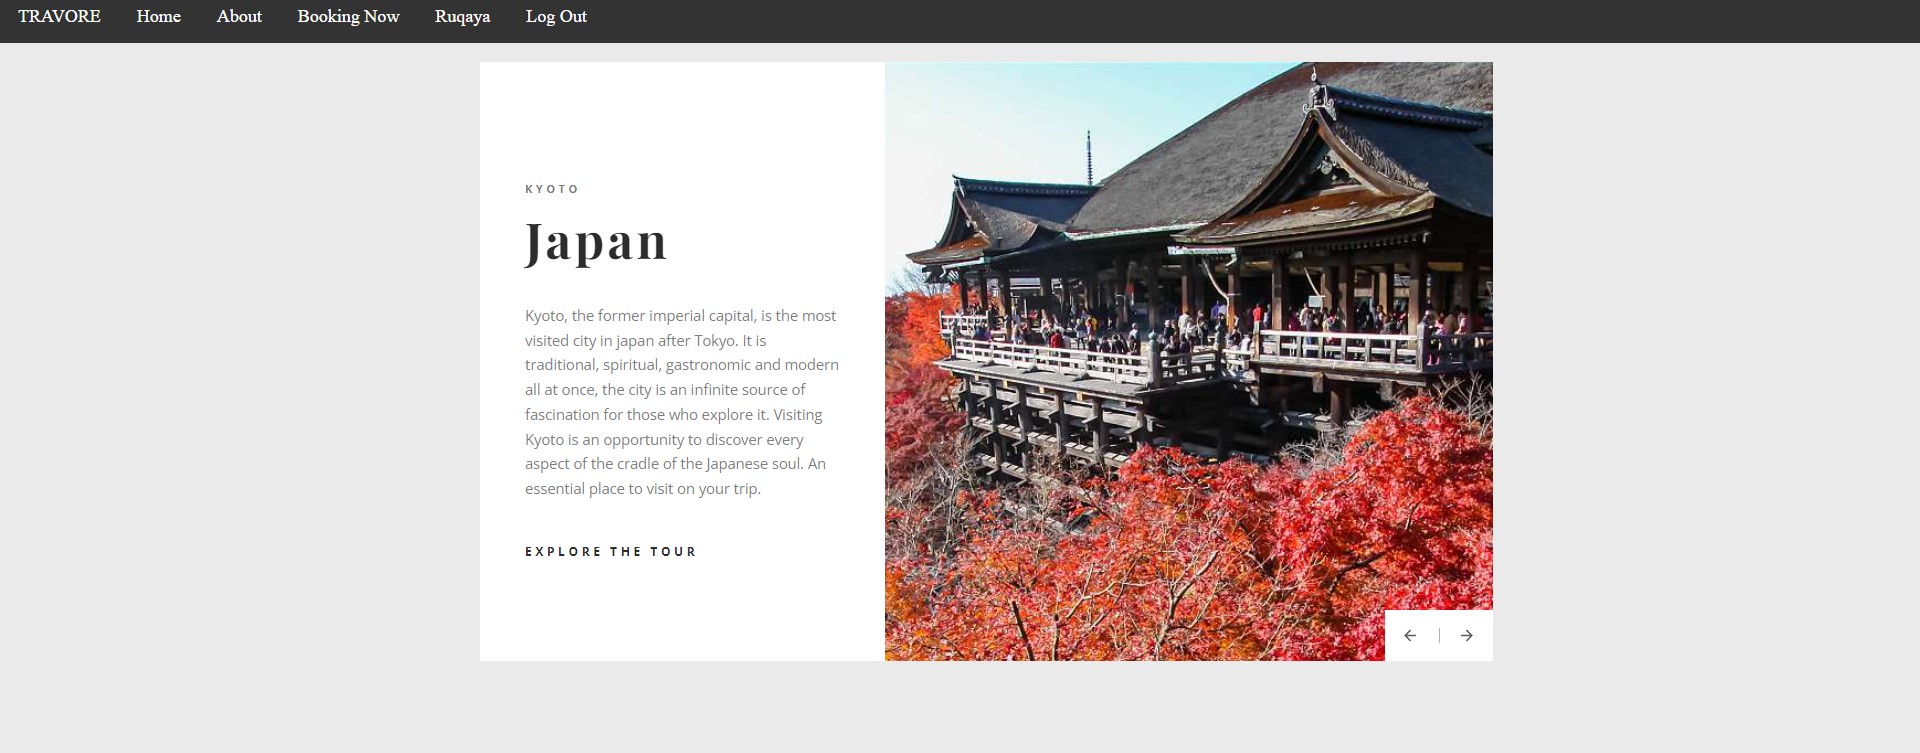 TRAVORE Home About Booking Now Ruqaya Log Out
KYOTO
Japan
Kyoto, the former imperial capital, is the most
visited city in japan after Tokyo. It is
traditional, spiritual, gastronomic and modern
all at once, the city is an infinite source of
fascination for those who explore it. Visiting
Kyoto is an opportunity to discover every
aspect of the cradle of the Japanese soul. An
essential place to visit on your trip.
EXPLORE THE TOUR